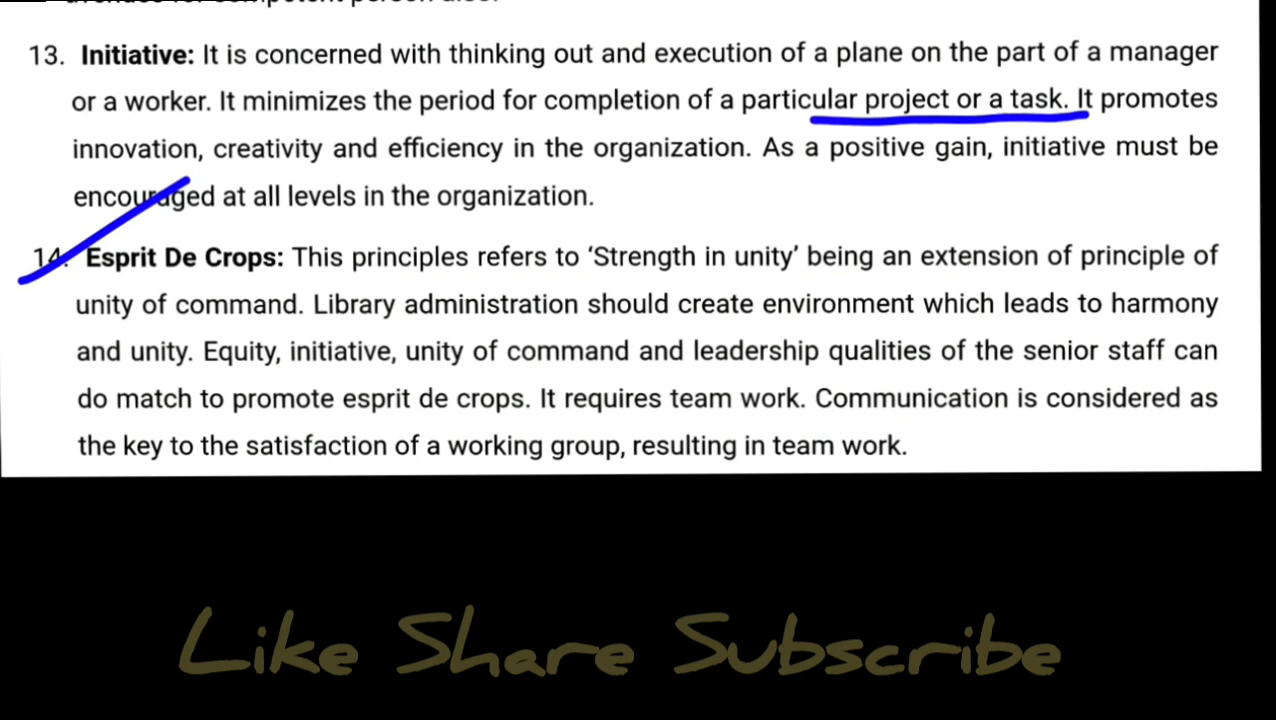 competent person also.
13. Initiative: It is concerned with thinking out and execution of a plane on the part of a manager
or a worker. It minimizes the period for completion of a particular project or a task. It promotes
innovation, creativity and efficiency in the organization. As a positive gain, initiative must be
encouraged at all levels in the organization.
14. Esprit De Crops: This principles refers to ‘Strength in unity’ being an extension of principle of
unity of command. Library administration should create environment which leads to harmony
and unity. Equity, initiative, unity of command and leadership qualities of the senior staff can
do match to promote esprit de crops. It requires team work. Communication is considered as
the key to the satisfaction of a working group, resulting in team work.
Like Share Subscribe